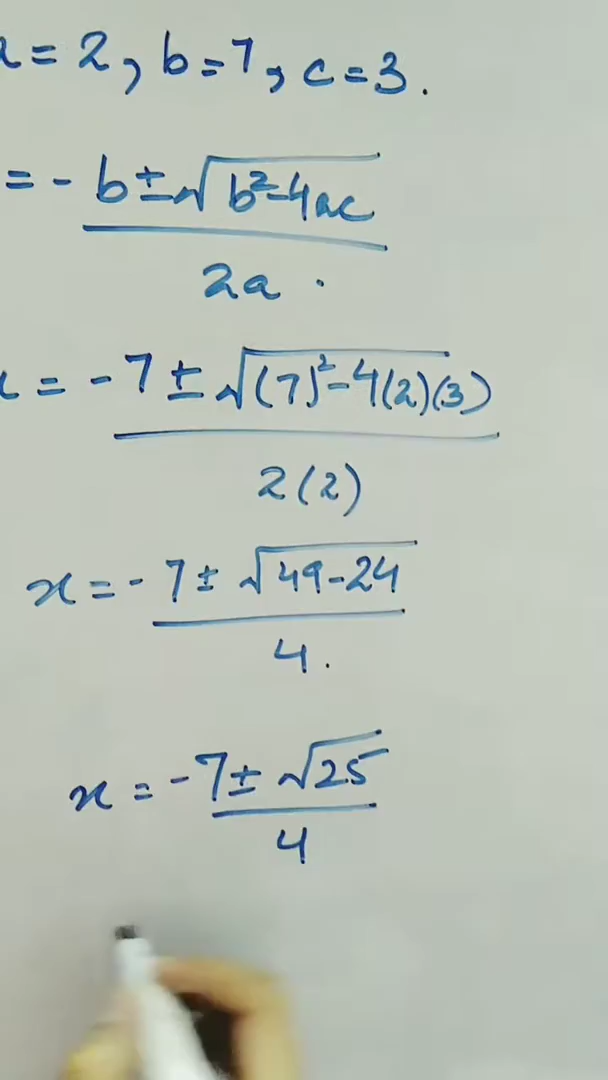 a = 2, b = 7, c = 3.
= - b ± √b² - 4ac
2a .
x = - 7 ± √(7)² - 4(2)(3)
2(2)
x = - 7 ± √49 - 24
4.
x = - 7 ± √25
4